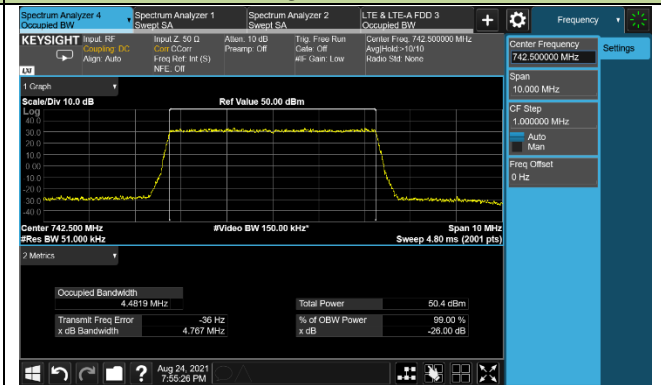 Spectrum Analyzer 4
Occupied BW
Spectrum Analyzer 1
Swept SA
Spectrum Analyzer 2
Swept SA
LTE & LTE-A FDD 3
Occupied BW
Frequency
KEYSIGHT
Input: RF
Coupling: DC
Align: Auto
Input Z: 50 Ω
Corr CCorr
Freq Ref: Int (S)
NFE: Off
Atten: 10 dB
Preamp: Off
Trig: Free Run
Gate: Off
#IF Gain: Low
Center Freq: 742.500000 MHz
Avg|Hold:>10/10
Radio Std: None
LXI
Center Frequency
742.500000 MHz
Settings
Span
10.000 MHz
CF Step
1.000000 MHz
Auto
Man
Freq Offset
0 Hz
1 Graph
Scale/Div 10.0 dB
Ref Value 50.00 dBm
Log
40.0
30.0
20.0
10.0
0.00
-10.0
-20.0
-30.0
-40.0
Center 742.500 MHz
#Video BW 150.00 kHz*
Span 10 MHz
#Res BW 51.000 kHz
Sweep 4.80 ms (2001 pts)
2 Metrics
Occupied Bandwidth
4.4819 MHz
Total Power
50.4 dBm
Transmit Freq Error
-36 Hz
% of OBW Power
99.00 %
x dB Bandwidth
4.767 MHz
x dB
-26.00 dB
?
Aug 24, 2021
7:55:26 PM